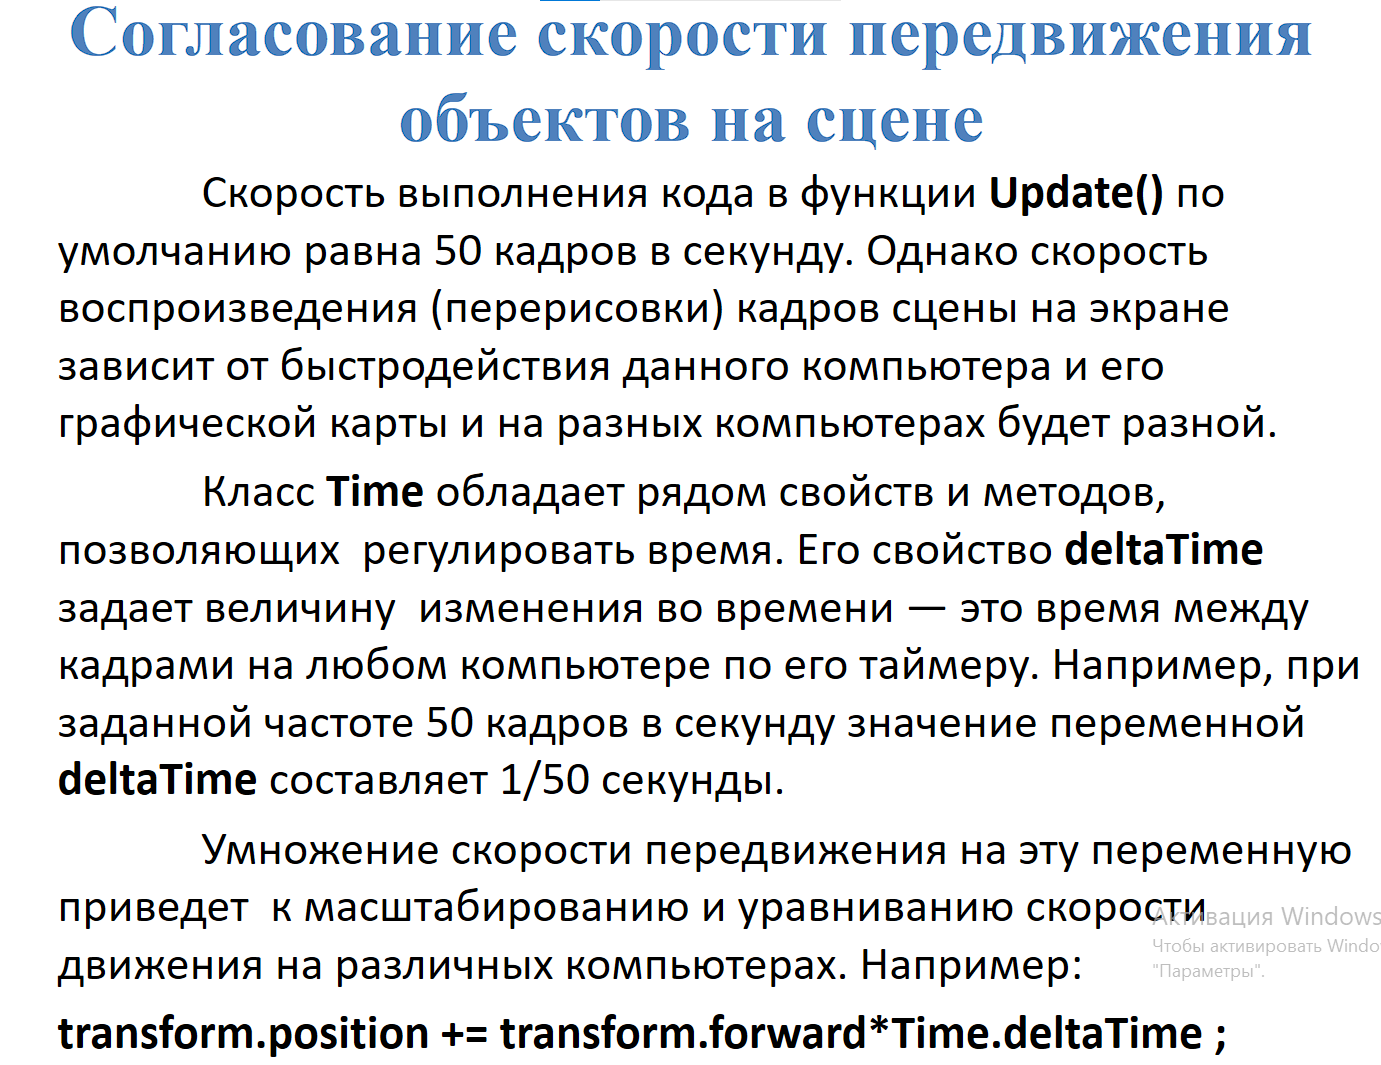 Согласование скорости передвижения
объектов на сцене
Скорость выполнения кода в функции Update() по
умолчанию равна 50 кадров в секунду. Однако скорость
воспроизведения (перерисовки) кадров сцены на экране
зависит от быстродействия данного компьютера и его
графической карты и на разных компьютерах будет разной.
Класс Time обладает рядом свойств и методов,
позволяющих регулировать время. Его свойство deltaTime
задает величину изменения во времени — это время между
кадрами на любом компьютере по его таймеру. Например, при
заданной частоте 50 кадров в секунду значение переменной
deltaTime составляет 1/50 секунды.
Умножение скорости передвижения на эту переменную
приведет к масштабированию и уравниванию скорости
движения на различных компьютерах. Например:
transform.position += transform.forward*Time.deltaTime ;
Активация Windows
Чтобы активировать Windo
"Параметры".